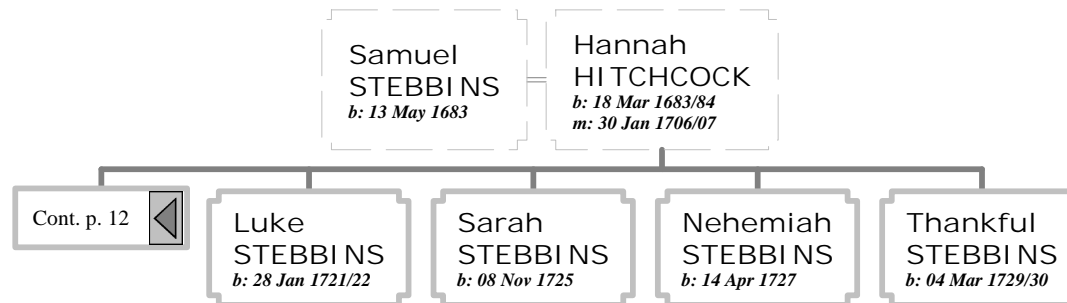 Samuel
STEBBINS
b: 13 May 1683
Hannah
HITCHCOCK
b: 18 Mar 1683/84
m: 30 Jan 1706/07
Cont. p. 12
Luke
STEBBINS
b: 28 Jan 1721/22
Sarah
STEBBINS
b: 08 Nov 1725
Nehemiah
STEBBINS
b: 14 Apr 1727
Thankful
STEBBINS
b: 04 Mar 1729/30